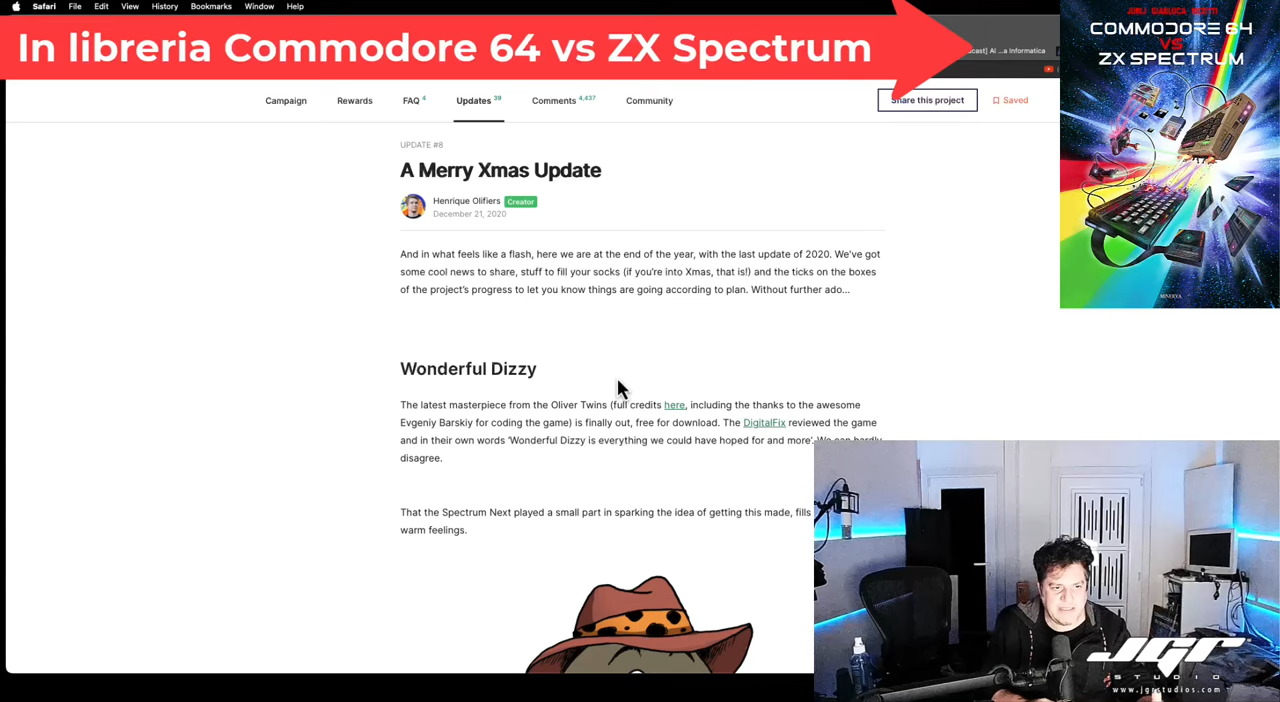 Safari File Edit View History Bookmarks Window Help
In libreria Commodore 64 vs ZX Spectrum
cast] Al ...a Informatica
COMMODORE 64
VS
ZX SPECTRUM
MINERVA
Campaign Rewards FAQ 4 Updates 39 Comments 4,437 Community Share this project Saved
UPDATE #8
A Merry Xmas Update
Henrique Olifiers Creator
December 21, 2020
And in what feels like a flash, here we are at the end of the year, with the last update of 2020. We've got
some cool news to share, stuff to fill your socks (if you're into Xmas, that is!) and the ticks on the boxes
of the project's progress to let you know things are going according to plan. Without further ado...
Wonderful Dizzy
The latest masterpiece from the Oliver Twins (full credits here, including the thanks to the awesome
Evgeniy Barskiy for coding the game) is finally out, free for download. The DigitalFix reviewed the game
and in their own words ‘Wonderful Dizzy is everything we could have hoped for and more’. We can hardly
disagree.
That the Spectrum Next played a small part in sparking the idea of getting this made, fills
warm feelings.
JGR
STUDIO
www.jgrstudios.com